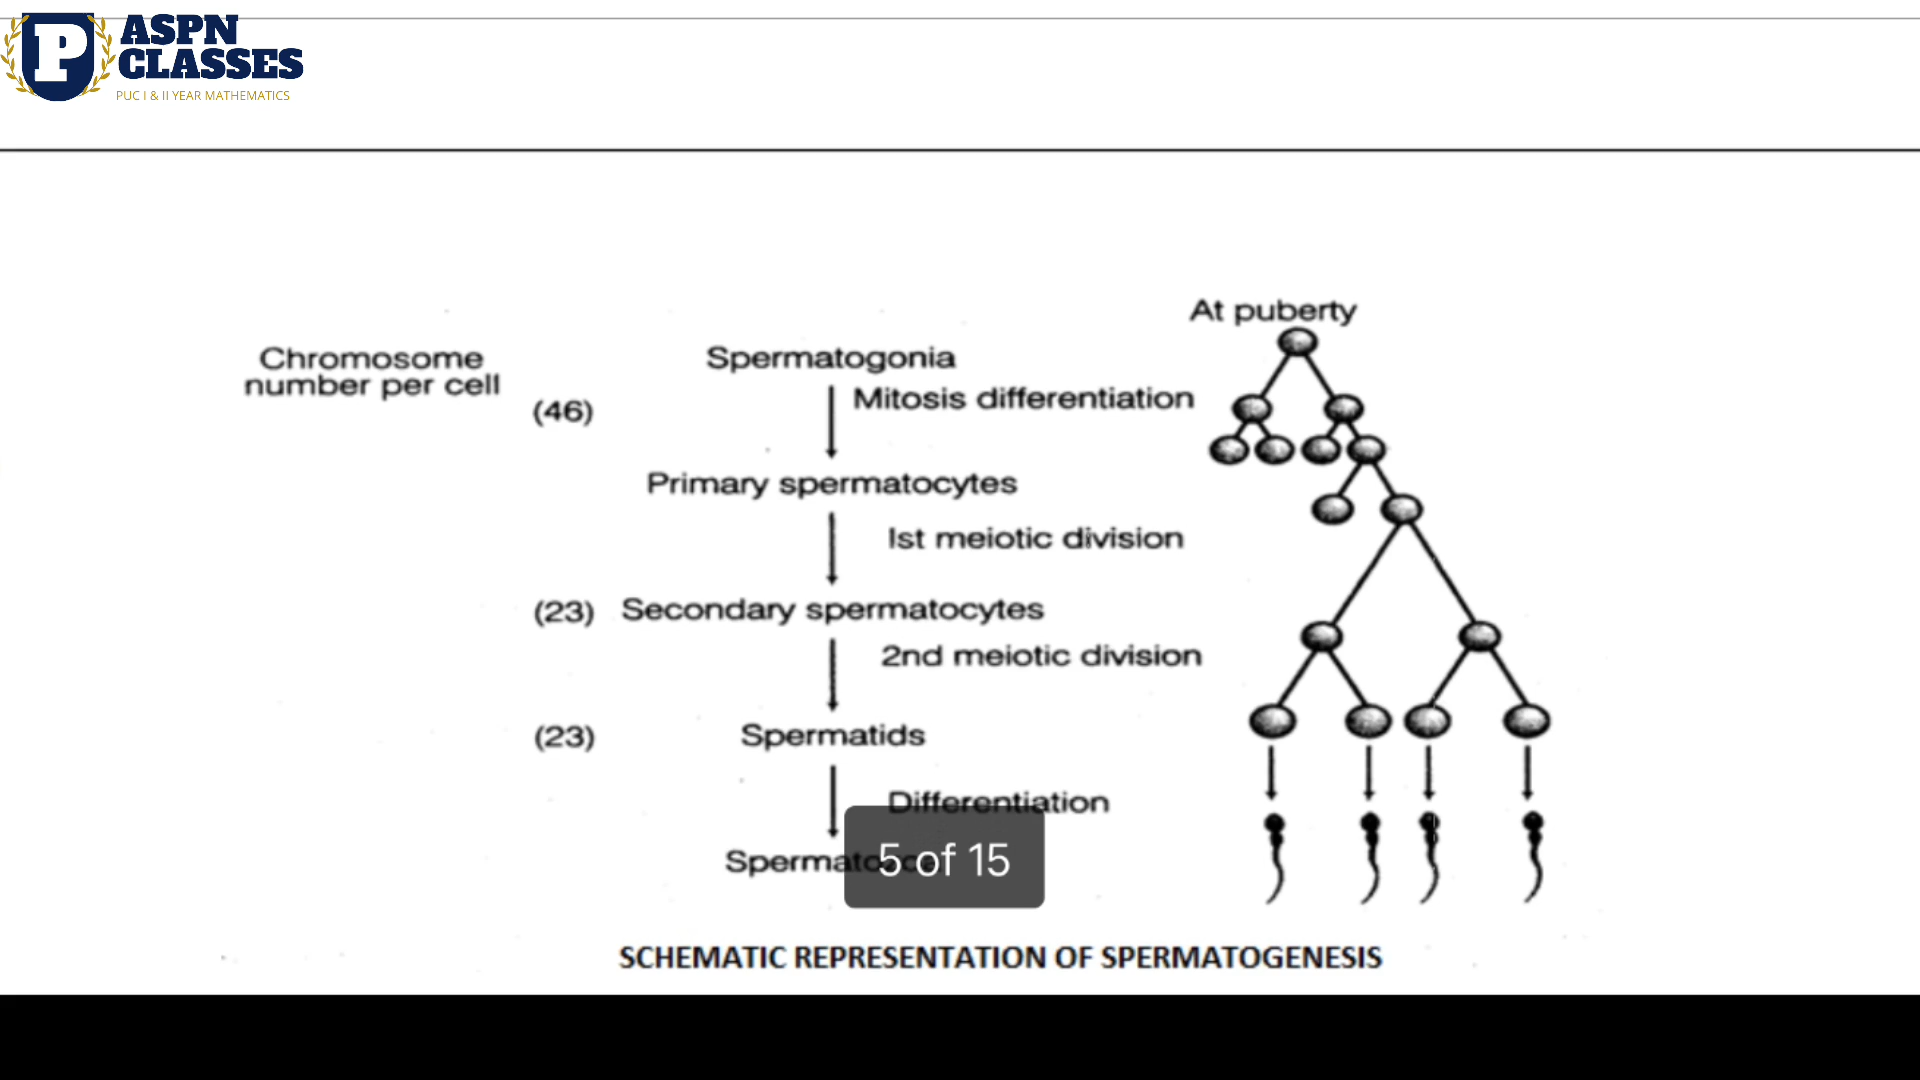 ASPN
CLASSES
PUC I & II YEAR MATHEMATICS
At puberty
Chromosome
number per cell
Spermatogonia
(46)
Mitosis differentiation
Primary spermatocytes
Ist meiotic division
(23) Secondary spermatocytes
2nd meiotic division
(23) Spermatids
Differentiation
Spermatozoa
5 of 15
SCHEMATIC REPRESENTATION OF SPERMATOGENESIS